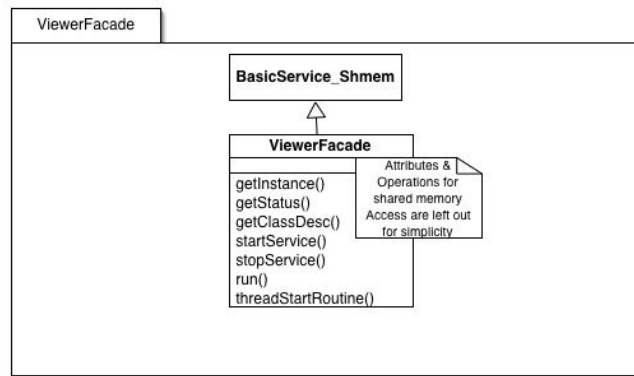 ViewerFacade
BasicService_Shmem
ViewerFacade
Attributes &
Operations for
shared memory
Access are left out
for simplicity
getInstance()
getStatus()
getClassDesc()
startService()
stopService()
run()
threadStartRoutine()